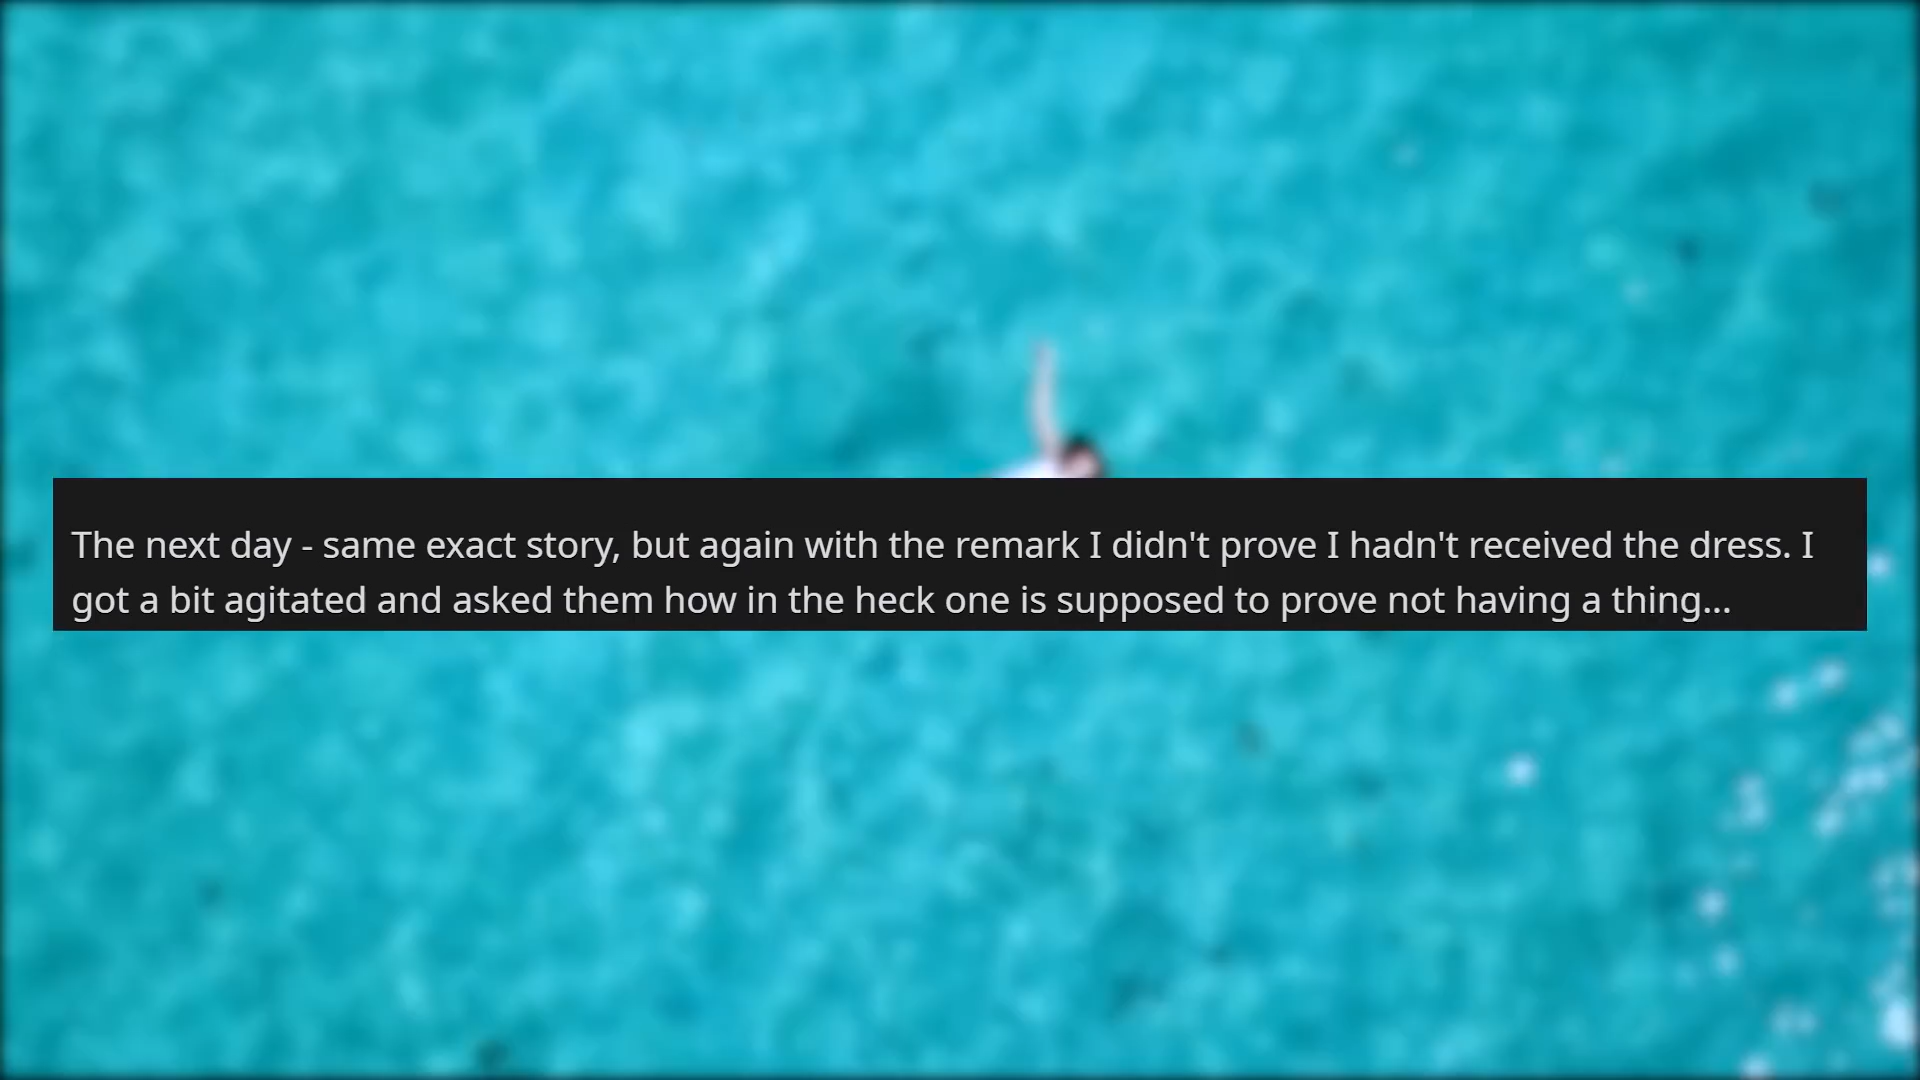 The next day - same exact story, but again with the remark I didn't prove I hadn't received the dress. I
got a bit agitated and asked them how in the heck one is supposed to prove not having a thing...